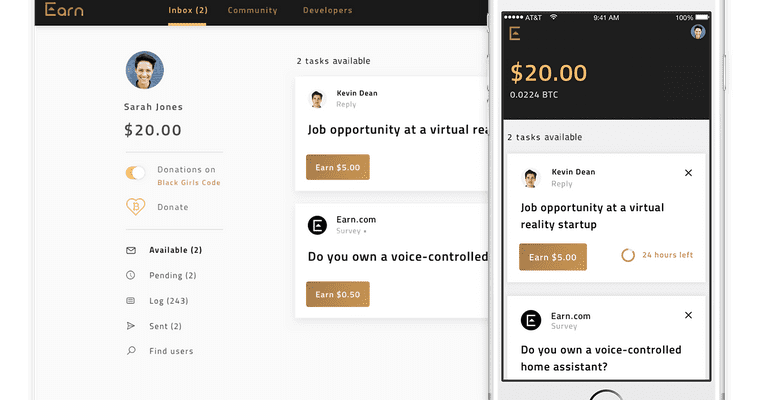 Earn
Inbox (2) Community Developers
Sarah Jones
$20.00
Donations on
Black Girls Code
Donate
Available (2)
Pending (2)
Log (243)
Sent (2)
Find users
2 tasks available
Kevin Dean
Reply
Job opportunity at a virtual rea
Earn $5.00
Earn.com
Survey •
Do you own a voice-controlled
Earn $0.50
AT&T 9:41 AM 100%
$20.00
0.0224 BTC
2 tasks available
Kevin Dean
Reply
Job opportunity at a virtual
reality startup
Earn $5.00 24 hours left
Earn.com
Survey
Do you own a voice-controlled
home assistant?